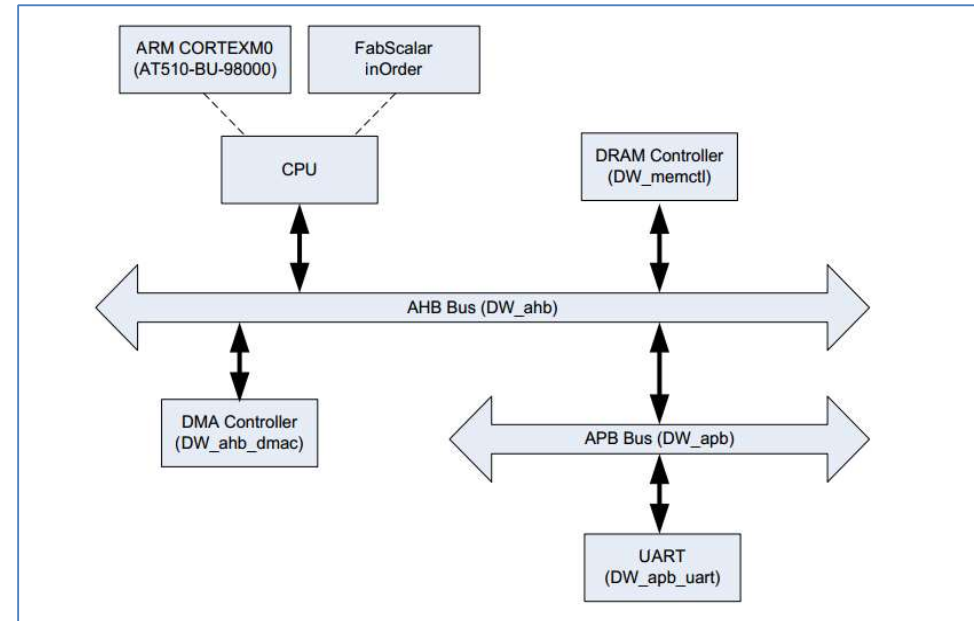 ARM CORTEXM0
(AT510-BU-98000)
FabScalar
inOrder
CPU
DRAM Controller
(DW_memctl)
AHB Bus (DW_ahb)
DMA Controller
(DW_ahb_dmac)
APB Bus (DW_apb)
UART
(DW_apb_uart)